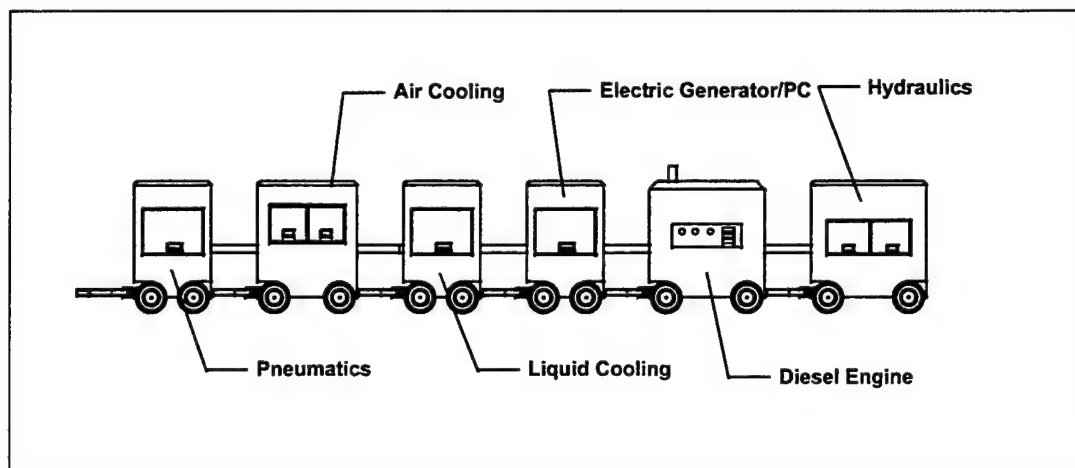 Air Cooling
Electric Generator/PC
Hydraulics
Pneumatics
Liquid Cooling
Diesel Engine